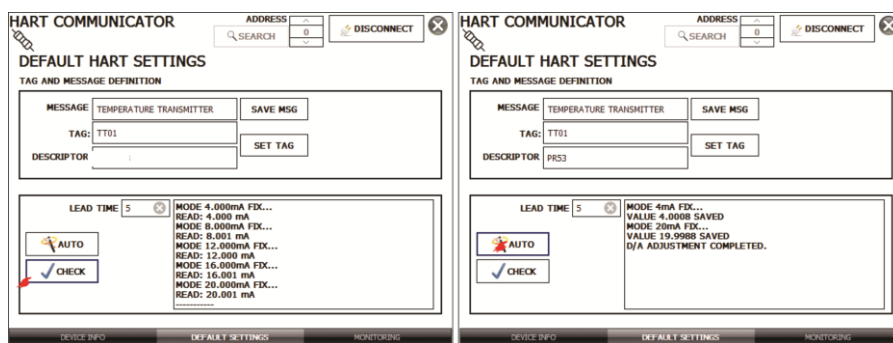 HART COMMUNICATOR
ADDRESS
SEARCH
0
DISCONNECT
DEFAULT HART SETTINGS
TAG AND MESSAGE DEFINITION
MESSAGE TEMPERATURE TRANSMITTER SAVE MSG
TAG: TT01
SET TAG
DESCRIPTOR
LEAD TIME 5
AUTO
CHECK
MODE 4.000mA FIX...
READ: 4.000 mA
MODE 8.000mA FIX...
READ: 8.001 mA
MODE 12.000mA FIX...
READ: 12.000 mA
MODE 16.000mA FIX...
READ: 16.001 mA
MODE 20.000mA FIX...
READ: 20.001 mA
-----------
DEVICE INFO DEFAULT SETTINGS MONITORING
HART COMMUNICATOR
ADDRESS
SEARCH
0
DISCONNECT
DEFAULT HART SETTINGS
TAG AND MESSAGE DEFINITION
MESSAGE TEMPERATURE TRANSMITTER SAVE MSG
TAG: TT01
SET TAG
DESCRIPTOR PR53
LEAD TIME 5
AUTO
CHECK
MODE 4mA FIX...
VALUE 4.0008 SAVED
MODE 20mA FIX...
VALUE 19.9988 SAVED
D/A ADJUSTMENT COMPLETED.
DEVICE INFO DEFAULT SETTINGS MONITORING